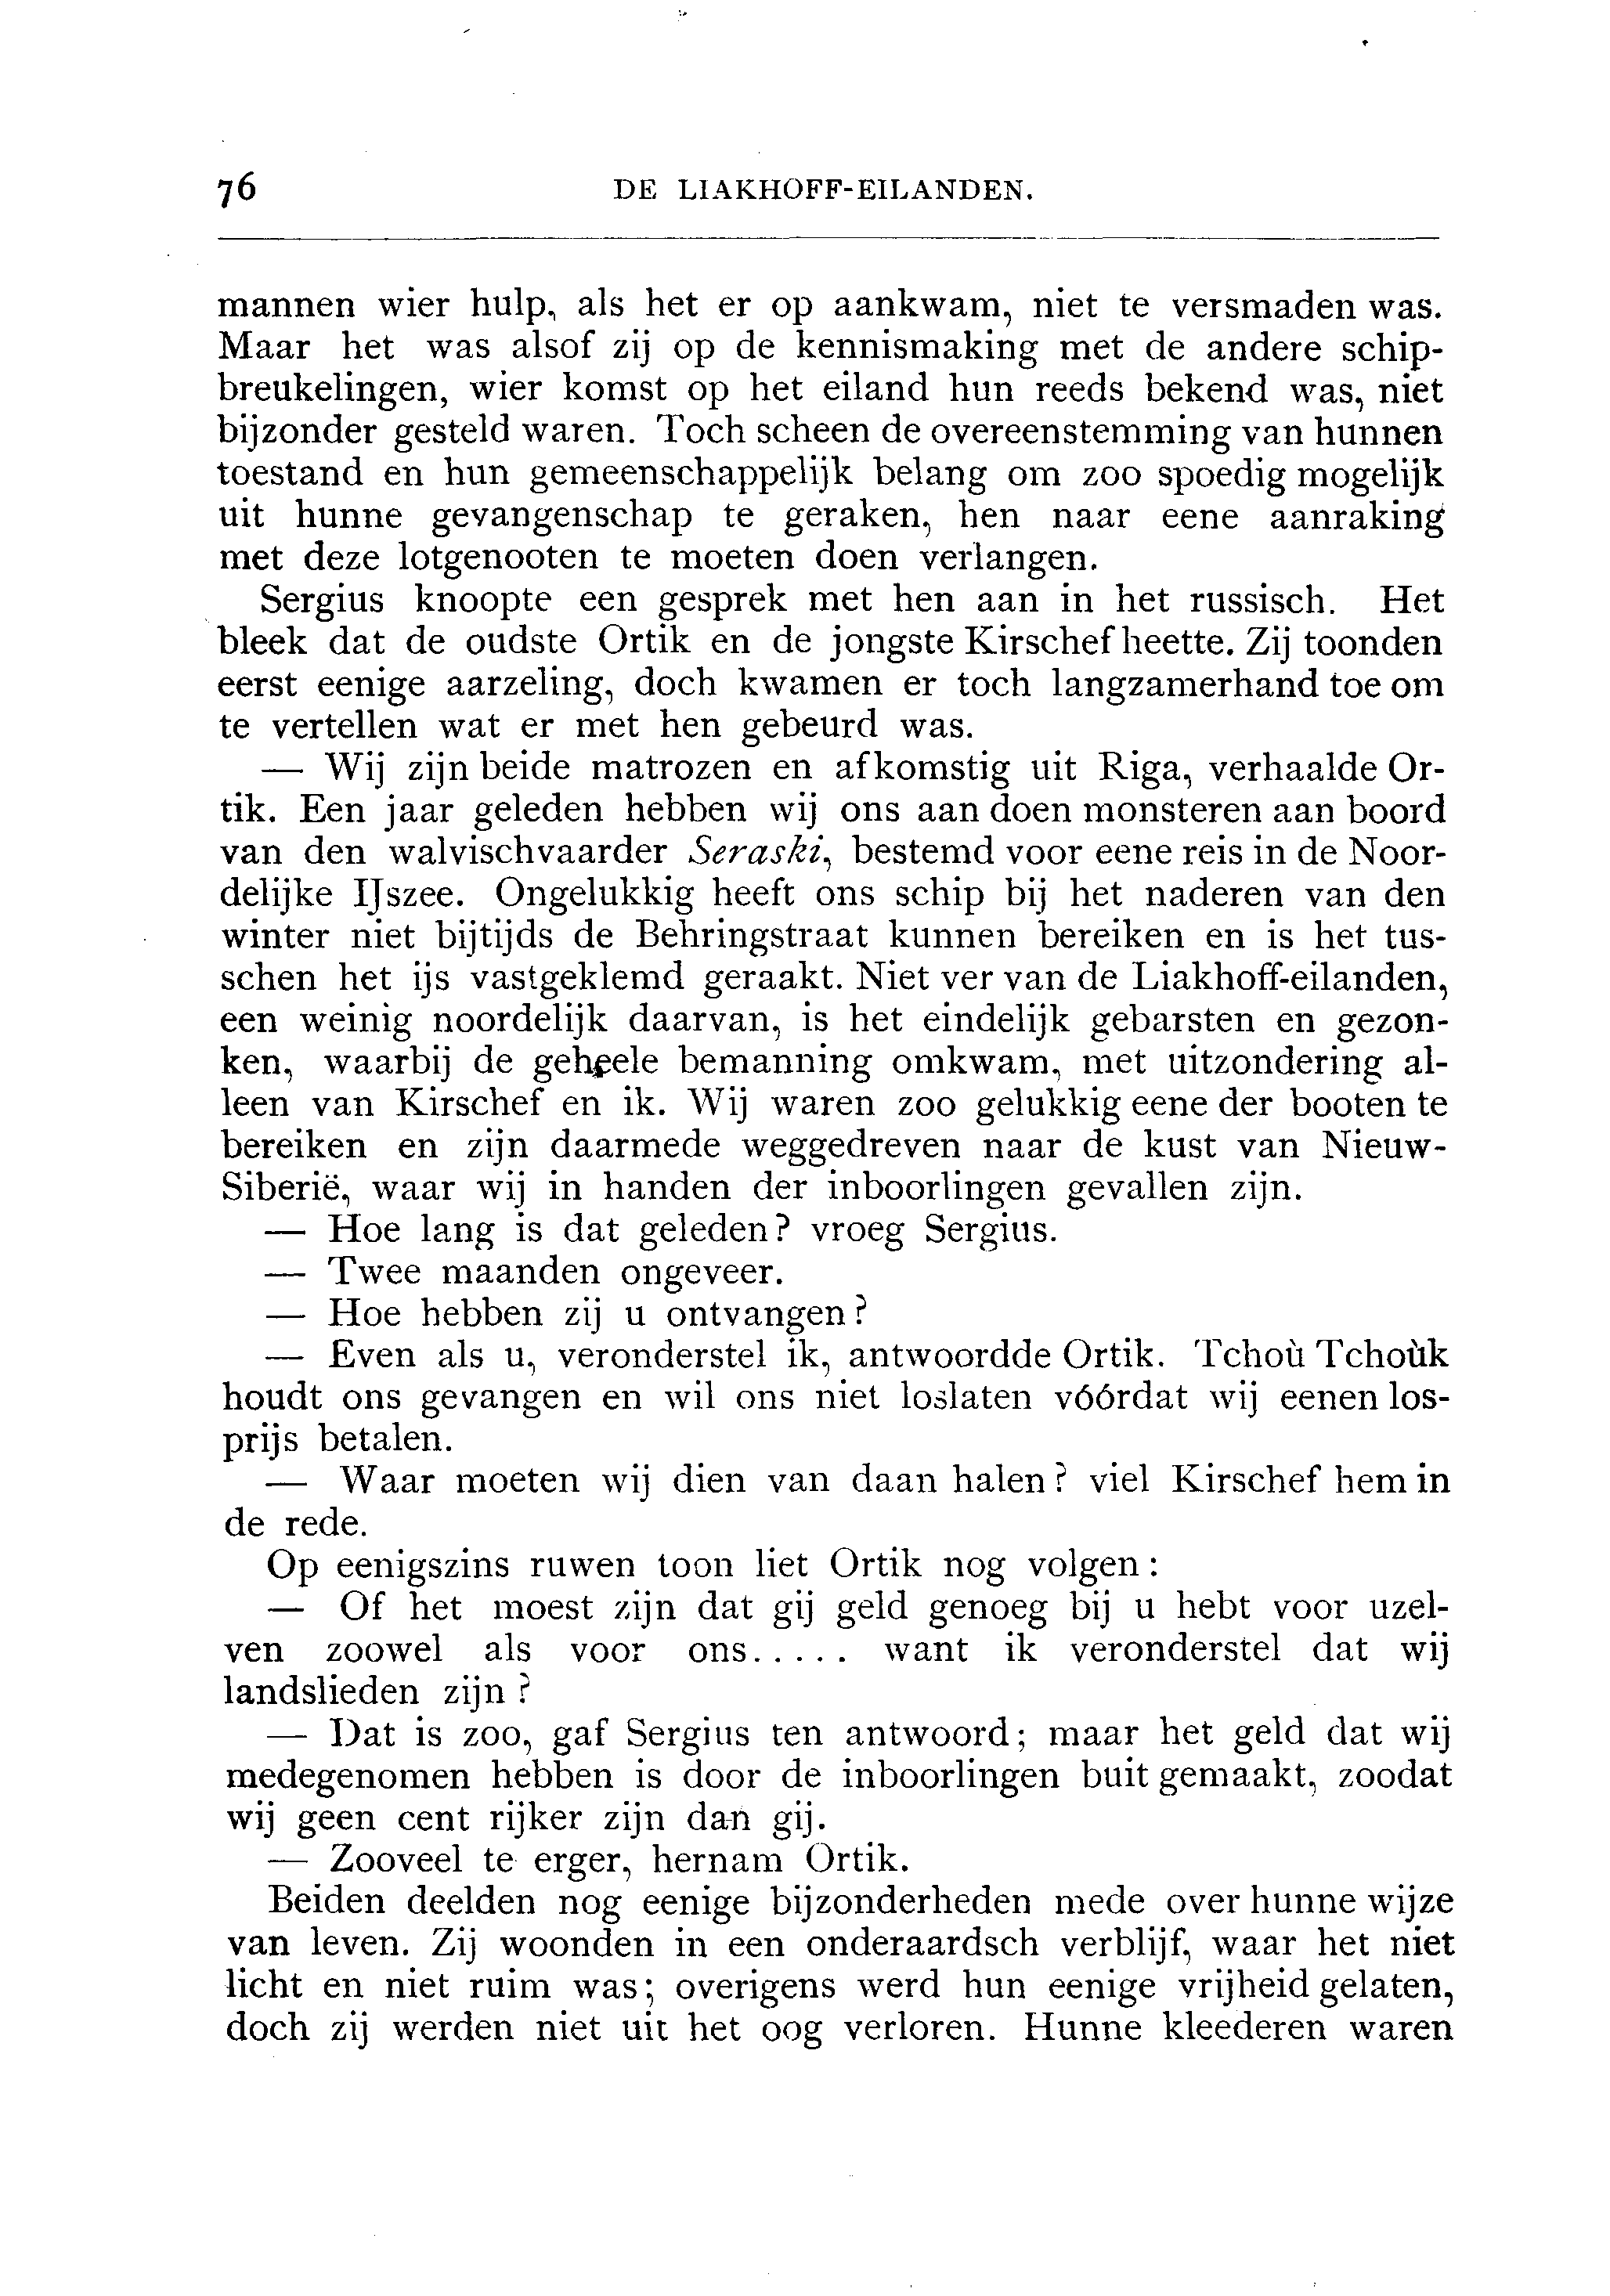 76
DE LIAKHOFF-EILANDEN.
mannen wier hulp, als het er op aankwam, niet te versmaden was.
Maar het was alsof zij op de kennismaking met de andere schip-
breukelingen, wier komst op het eiland hun reeds bekend was, niet
bijzonder gesteld waren. Toch scheen de overeenstemming van hunnen
toestand en hun gemeenschappelijk belang om zoo spoedig mogelijk
uit hunne gevangenschap te geraken, hen naar eene aanraking
met deze lotgenooten te moeten doen verlangen.
Sergius knoopte een gesprek met hen aan in het russisch. Het
bleek dat de oudste Ortik en de jongste Kirschef heette. Zij toonden
eerst eenige aarzeling, doch kwamen er toch langzamerhand toe om
te vertellen wat er met hen gebeurd was.
— Wij zijn beide matrozen en afkomstig uit Riga, verhaalde Or-
tik. Een jaar geleden hebben wij ons aan doen monsteren aan boord
van den walvischvaarder Seraski, bestemd voor eene reis in de Noor-
delijke IJszee. Ongelukkig heeft ons schip bij het naderen van den
winter niet bijtijds de Behringstraat kunnen bereiken en is het tus-
schen het ijs vastgeklemd geraakt. Niet ver van de Liakhoff-eilanden,
een weinig noordelijk daarvan, is het eindelijk gebarsten en gezon-
ken, waarbij de geheele bemanning omkwam, met uitzondering al-
leen van Kirschef en ik. Wij waren zoo gelukkig eene der booten te
bereiken en zijn daarmede weggedreven naar de kust van Nieuw-
Siberië, waar wij in handen der inboorlingen gevallen zijn.
— Hoe lang is dat geleden? vroeg Sergius.
— Twee maanden ongeveer.
— Hoe hebben zij u ontvangen?
— Even als u, veronderstel ik, antwoordde Ortik. Tchoù Tchoùk
houdt ons gevangen en wil ons niet loslaten vóórdat wij eenen los-
prijs betalen.
— Waar moeten wij dien van daan halen? viel Kirschef hem in
de rede.
Op eenigszins ruwen toon liet Ortik nog volgen:
— Of het moest zijn dat gij geld genoeg bij u hebt voor uzel-
ven zoowel als voor ons..... want ik veronderstel dat wij
landslieden zijn?
— Dat is zoo, gaf Sergius ten antwoord; maar het geld dat wij
medegenomen hebben is door de inboorlingen buit gemaakt, zoodat
wij geen cent rijker zijn dan gij.
— Zooveel te erger, hernam Ortik.
Beiden deelden nog eenige bijzonderheden mede over hunne wijze
van leven. Zij woonden in een onderaardsch verblijf, waar het niet
licht en niet ruim was; overigens werd hun eenige vrijheid gelaten,
doch zij werden niet uit het oog verloren. Hunne kleederen waren